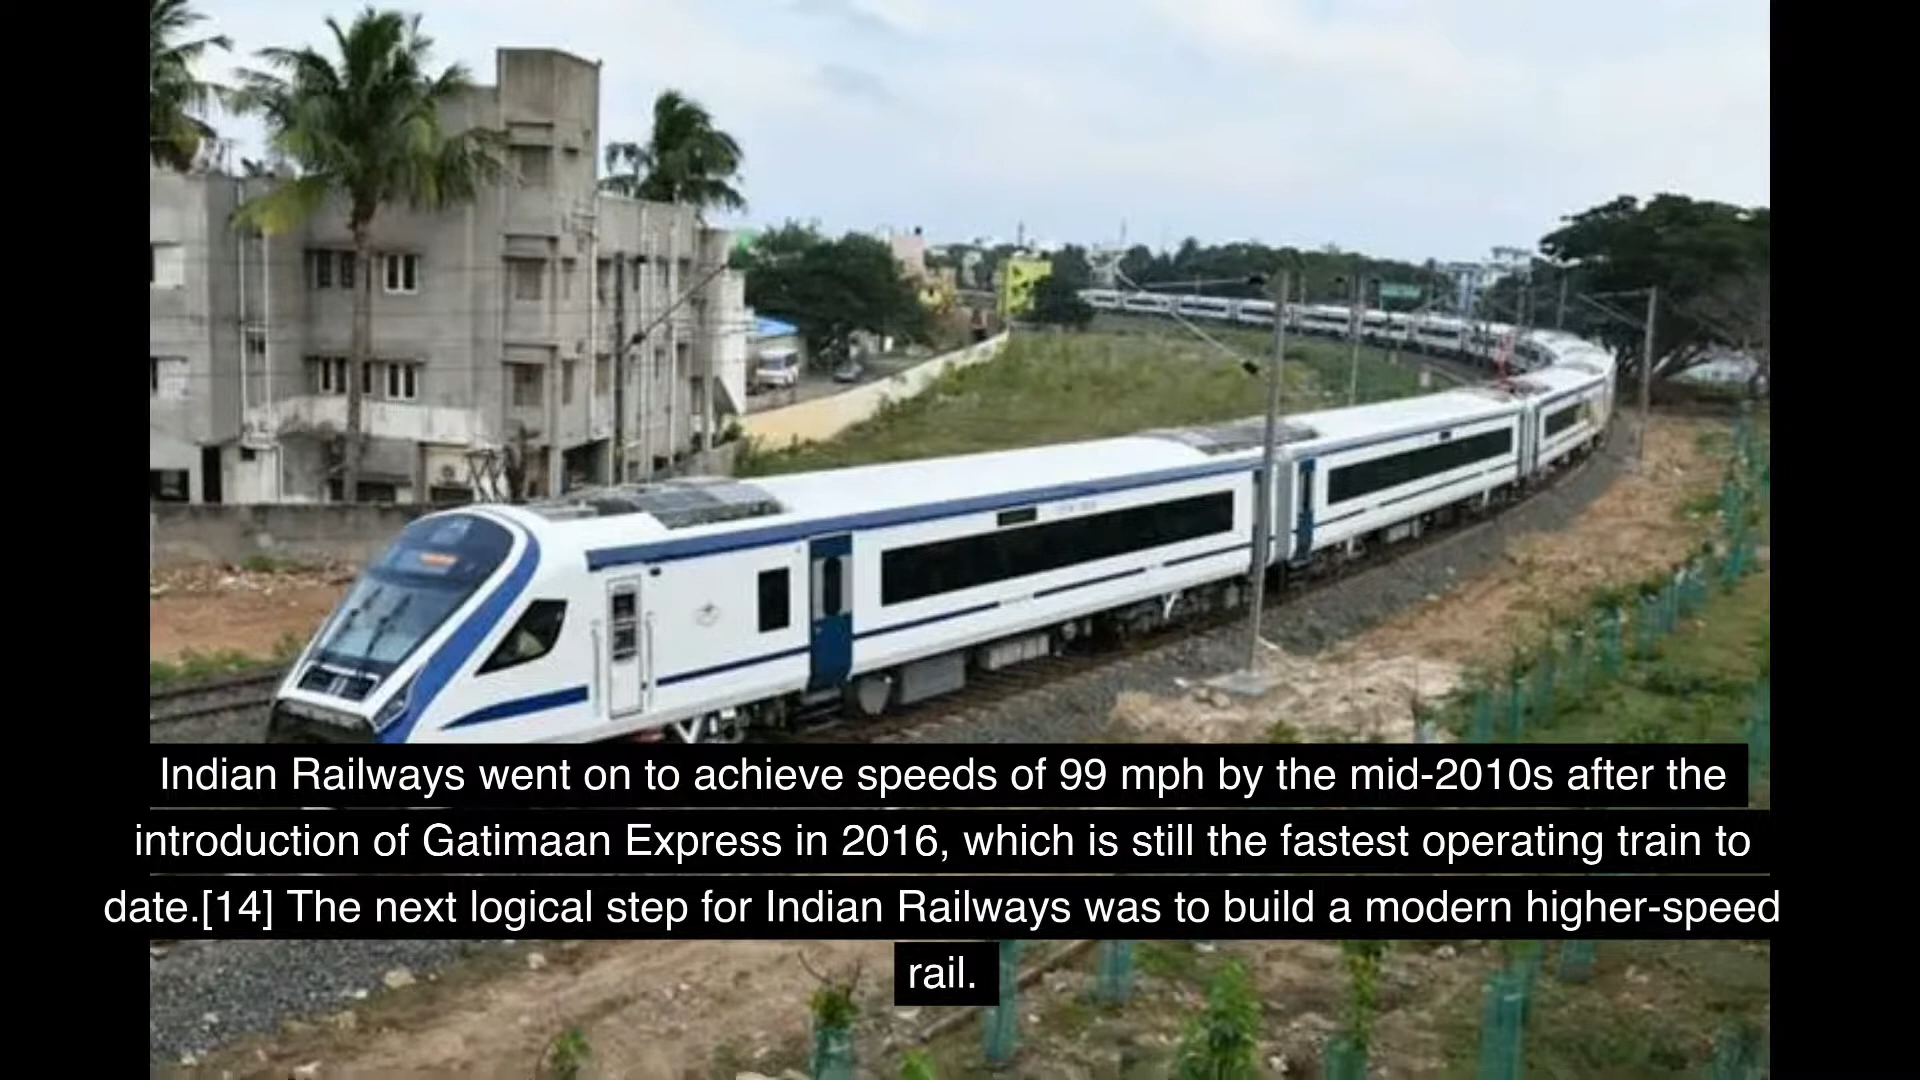 Indian Railways went on to achieve speeds of 99 mph by the mid-2010s after the
introduction of Gatimaan Express in 2016, which is still the fastest operating train to
date.[14] The next logical step for Indian Railways was to build a modern higher-speed
rail.